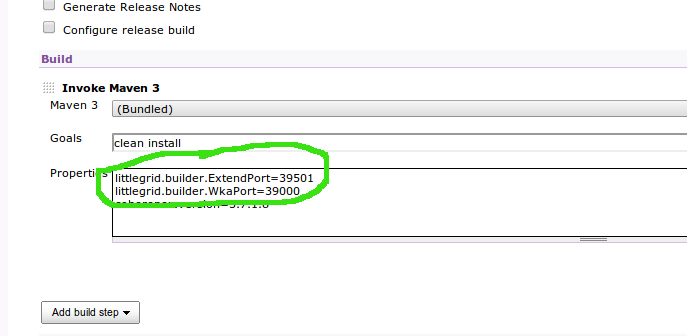 Generate Release Notes
Configure release build
Build
Invoke Maven 3
Maven 3
(Bundled)
Goals
clean install
Properties
littlegrid.builder.ExtendPort=39501
littlegrid.builder.WkaPort=39000
Add build step